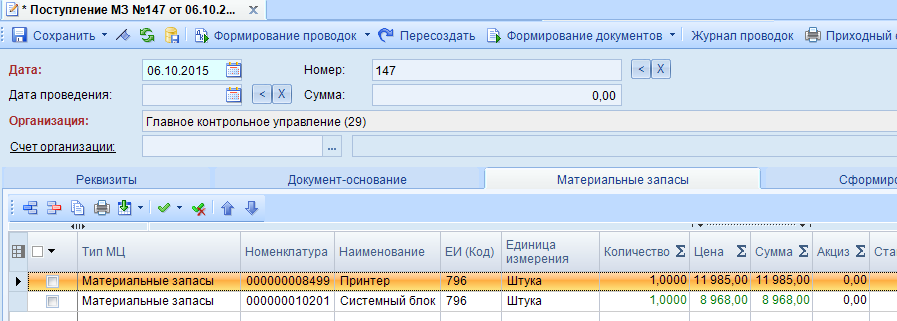 * Поступление МЗ №147 от 06.10.2...
Сохранить Формирование проводок Пересоздать Формирование документов Журнал проводок Приходный
Дата: 06.10.2015 Номер: 147 < X
Дата проведения: < X Сумма: 0,00
Организация: Главное контрольное управление (29)
Счет организации: ...
Реквизиты Документ-основание Материальные запасы Сформиро
Тип МЦ Номенклатура Наименование ЕИ (Код) Единица измерения Количество Σ Цена Σ Сумма Σ Акциз Σ Ста
Материальные запасы 000000008499 Принтер 796 Штука 1,0000 11 985,00 11 985,00 0,00
Материальные запасы 000000010201 Системный блок 796 Штука 1,0000 8 968,00 8 968,00 0,00